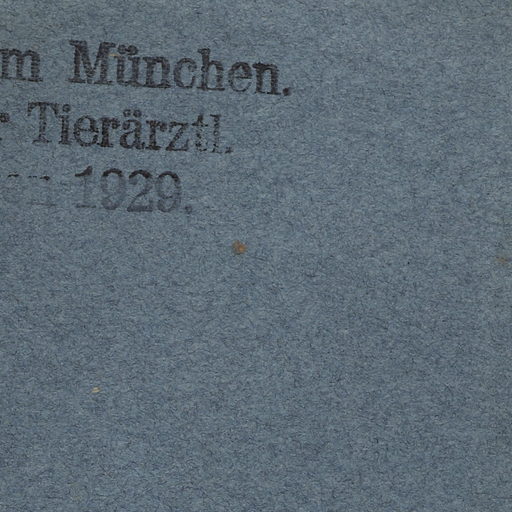 m München.
r Tierärztl.
1929.